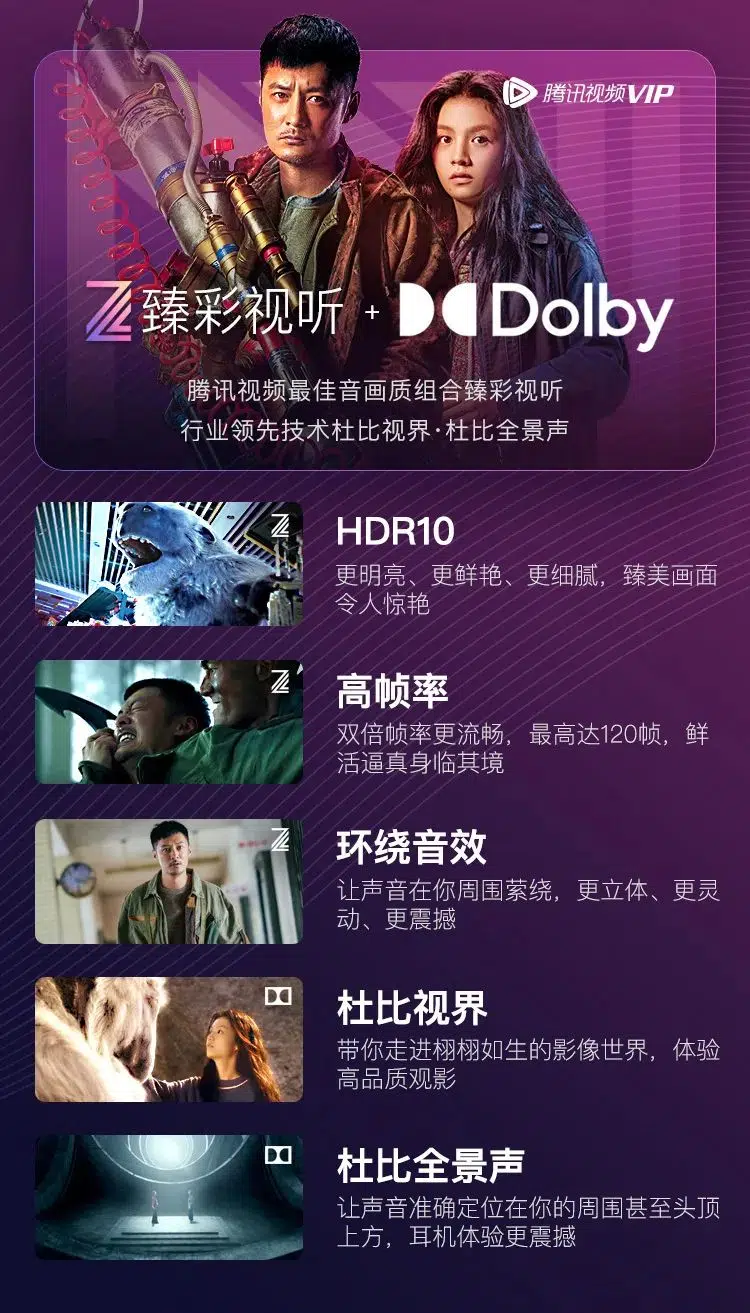 腾讯视频VIP
臻彩视听 + Dolby
腾讯视频最佳音画质组合臻彩视听
行业领先技术杜比视界·杜比全景声
HDR10
更明亮、更鲜艳、更细腻，臻美画面
令人惊艳
高帧率
双倍帧率更流畅，最高达120帧，鲜
活逼真身临其境
环绕音效
让声音在你周围萦绕，更立体、更灵
动、更震撼
杜比视界
带你走进栩栩如生的影像世界，体验
高品质观影
杜比全景声
让声音准确定位在你的周围甚至头顶
上方，耳机体验更震撼